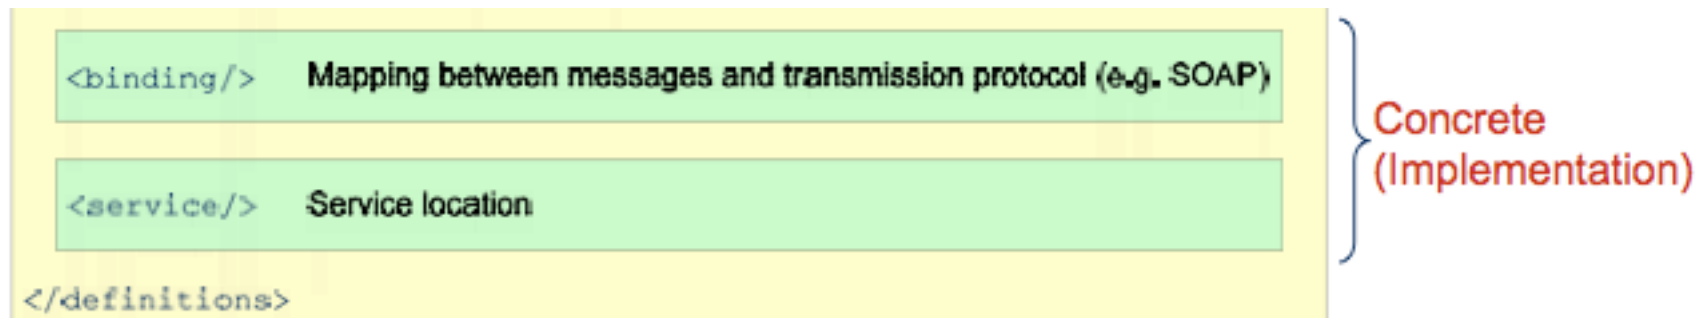 <binding/> Mapping between messages and transmission protocol (e.g. SOAP)
<service/> Service location
</definitions>
Concrete
(Implementation)